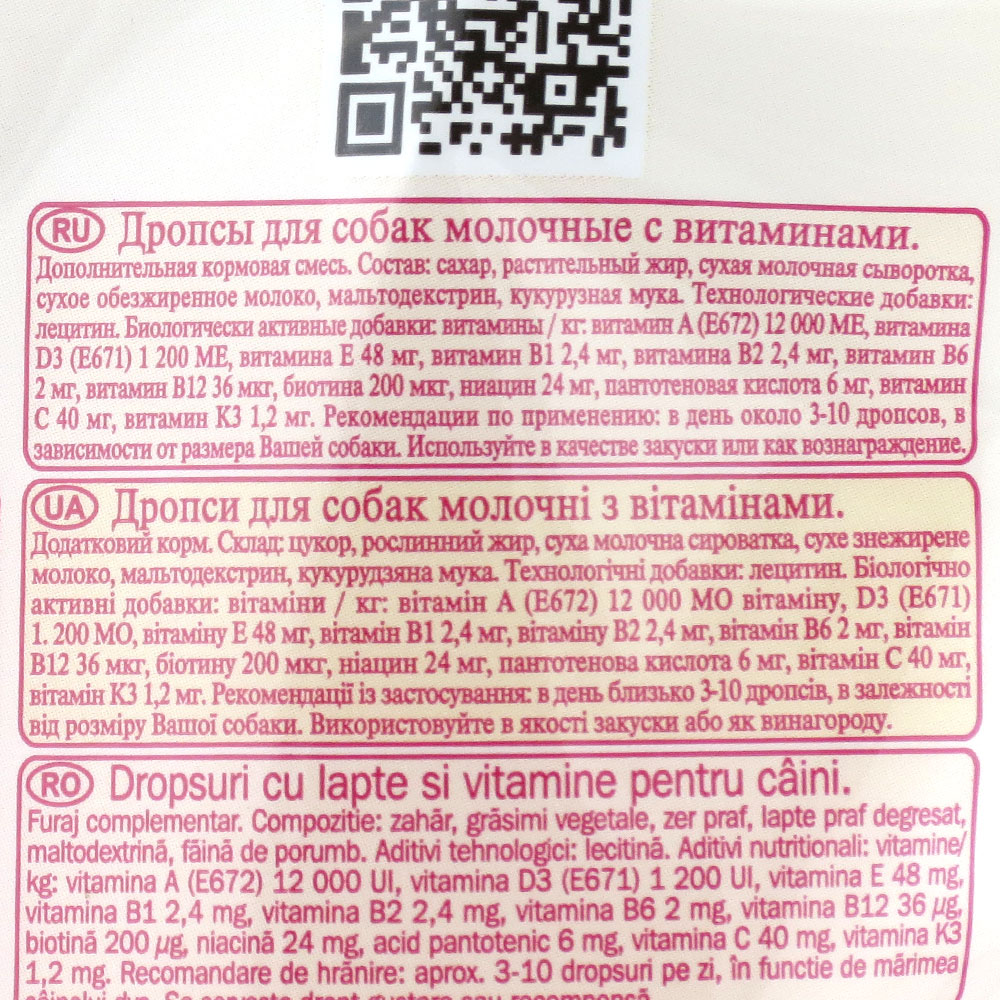 RU Дропсы для собак молочные с витаминами.
Дополнительная кормовая смесь. Состав: сахар, растительный жир, сухая молочная сыворотка,
сухое обезжиренное молоко, мальтодекстрин, кукурузная мука. Технологические добавки:
лецитин. Биологически активные добавки: витамины / кг: витамин A (E672) 12 000 МЕ, витамина
D3 (E671) 1 200 МЕ, витамина Е 48 мг, витамин B1 2,4 мг, витамина B2 2,4 мг, витамин B6
2 мг, витамин B12 36 мкг, биотина 200 мкг, ниацин 24 мг, пантотеновая кислота 6 мг, витамин
С 40 мг, витамин К3 1,2 мг. Рекомендации по применению: в день около 3-10 дропсов, в
зависимости от размера Вашей собаки. Используйте в качестве закуски или как вознаграждение.
UA Дропси для собак молочні з вітамінами.
Додатковий корм. Склад: цукор, рослинний жир, суха молочна сироватка, сухе знежирене
молоко, мальтодекстрин, кукурудзяна мука. Технологічні добавки: лецитин. Біологічно
активні добавки: вітаміни / кг: вітамін А (Е672) 12 000 МО вітаміну, D3 (E671)
1. 200 МО, вітаміну Е 48 мг, вітамін B1 2,4 мг, вітаміну B2 2,4 мг, вітамін B6 2 мг, вітамін
B12 36 мкг, біотину 200 мкг, ніацин 24 мг, пантотенова кислота 6 мг, вітамін С 40 мг,
вітамін К3 1,2 мг. Рекомендації із застосування: в день близько 3-10 дропсів, в залежності
від розміру Вашої собаки. Використовуйте в якості закуски або як винагороду.
RO Dropsuri cu lapte si vitamine pentru câini.
Furaj complementar. Compozitie: zahăr, grăsimi vegetale, zer praf, lapte praf degresat,
maltodextrină, făină de porumb. Aditivi tehnologici: lecitină. Aditivi nutritionali: vitamine/
kg: vitamina A (E672) 12 000 UI, vitamina D3 (E671) 1 200 UI, vitamina E 48 mg,
vitamina B1 2,4 mg, vitamina B2 2,4 mg, vitamina B6 2 mg, vitamina B12 36 µg,
biotină 200 µg, niacină 24 mg, acid pantotenic 6 mg, vitamina C 40 mg, vitamina K3
1,2 mg. Recomandare de hrănire: aprox. 3-10 dropsuri pe zi, în functie de mărimea